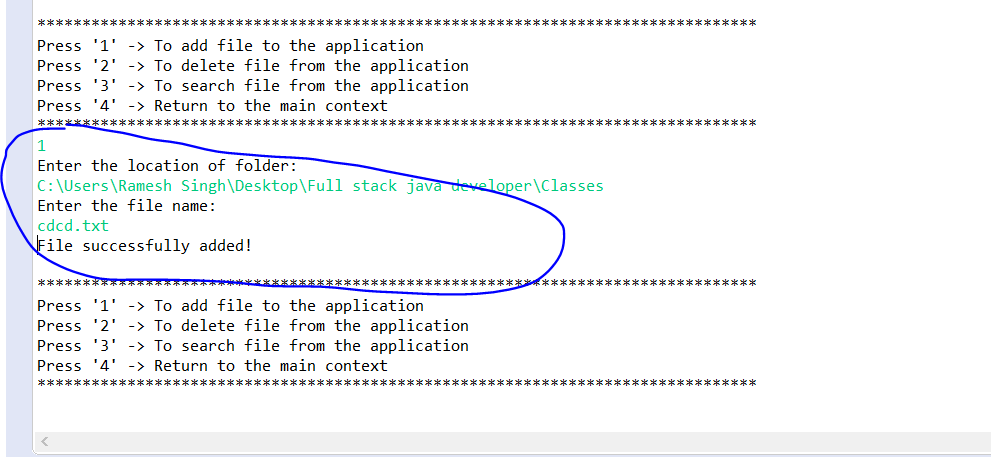 ********************************************************************************
Press '1' -> To add file to the application
Press '2' -> To delete file from the application
Press '3' -> To search file from the application
Press '4' -> Return to the main context
********************************************************************************
1
Enter the location of folder:
C:\Users\Ramesh Singh\Desktop\Full stack java developer\Classes
Enter the file name:
cdcd.txt
File successfully added!
********************************************************************************
Press '1' -> To add file to the application
Press '2' -> To delete file from the application
Press '3' -> To search file from the application
Press '4' -> Return to the main context
********************************************************************************